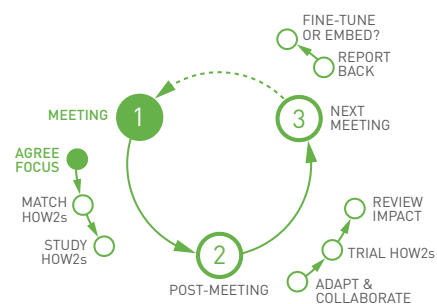 MEETING
1
AGREE
FOCUS
MATCH
HOW2s
STUDY
HOW2s
2
POST-MEETING
ADAPT &
COLLABORATE
TRIAL HOW2s
REVIEW
IMPACT
3
NEXT
MEETING
REPORT
BACK
FINE-TUNE
OR EMBED?